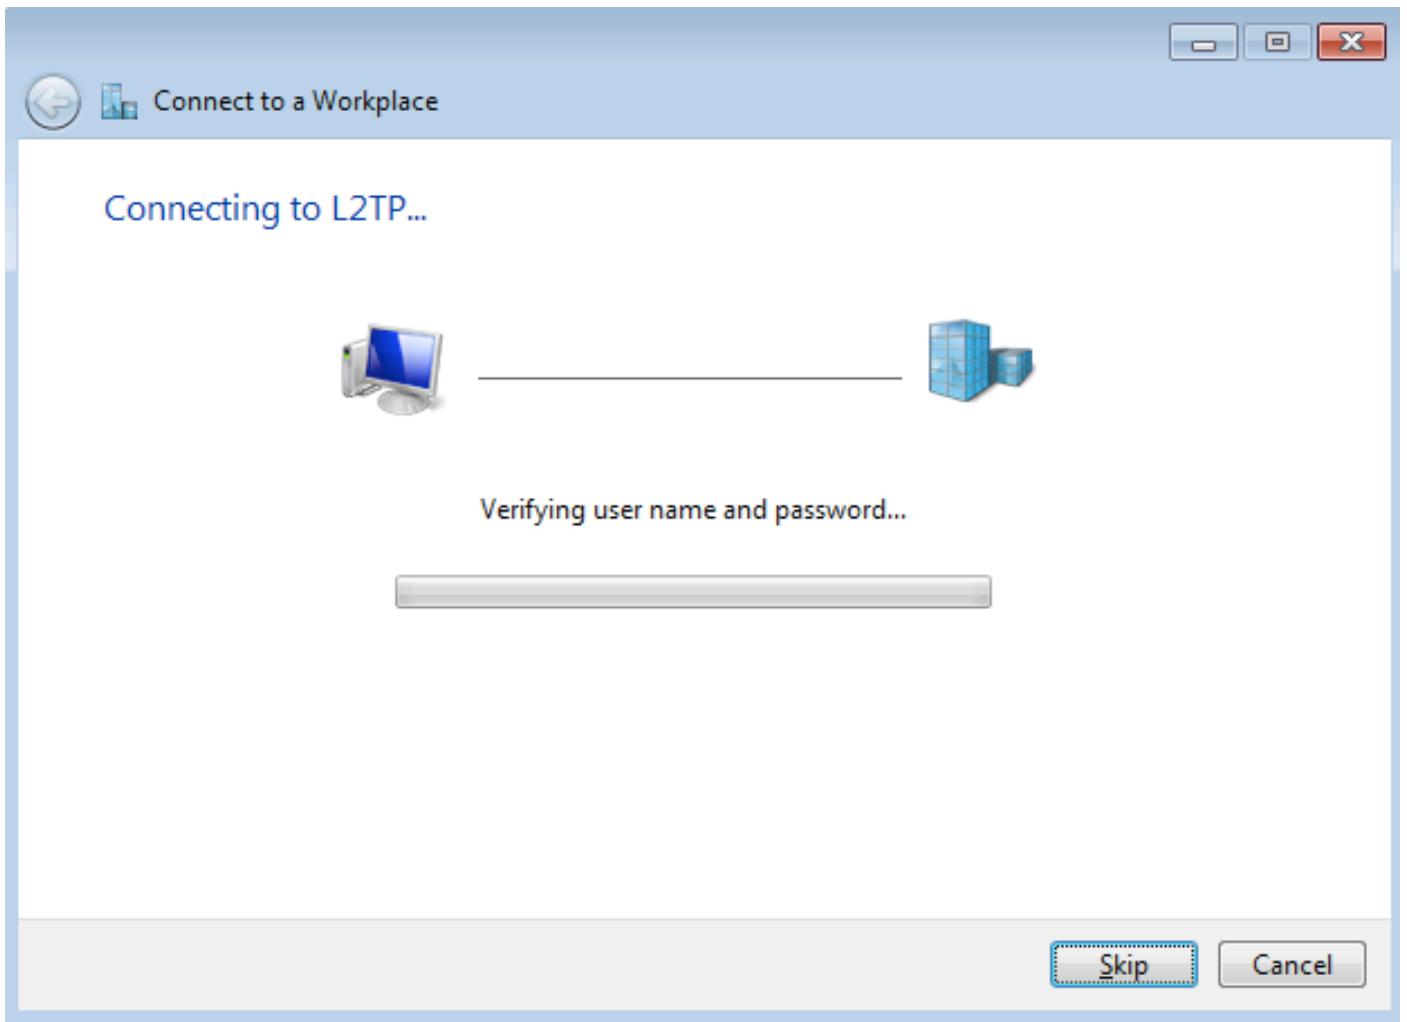 Connect to a Workplace
Connecting to L2TP...
Verifying user name and password...
Skip
Cancel